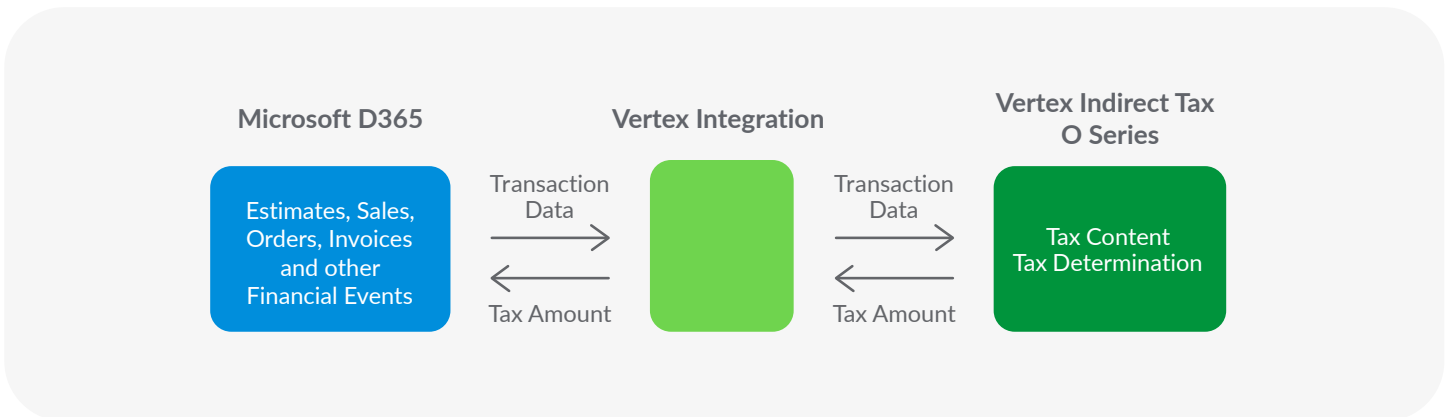 Microsoft D365
Estimates, Sales,
Orders, Invoices
and other
Financial Events
Transaction
Data
Tax Amount
Vertex Integration
Transaction
Data
Tax Amount
Vertex Indirect Tax
O Series
Tax Content
Tax Determination